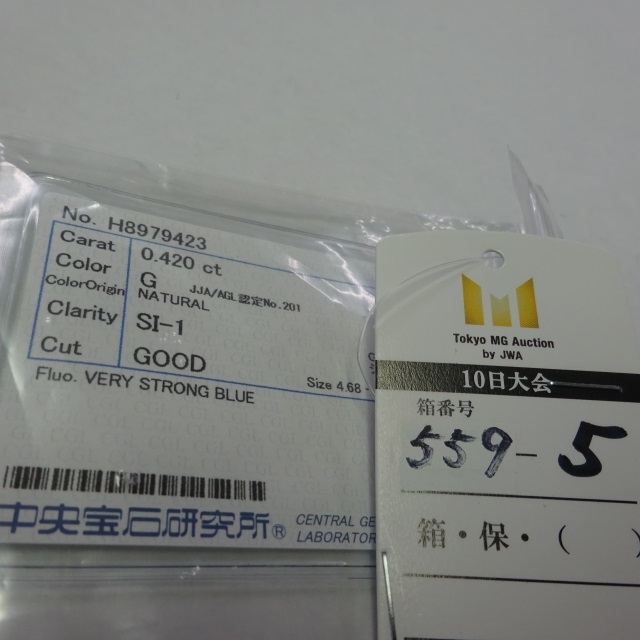 No. H8979423
Carat 0.420 ct
Color G JJA/AGL認定No.201
ColorOrigin NATURAL
Clarity SI-1
Cut GOOD
Size 4.68
Fluo. VERY STRONG BLUE
中央宝石研究所®
CENTRAL GE
LABORATOR
Tokyo MG Auction
by JWA
10日大会
箱番号
559-5
箱・保・(